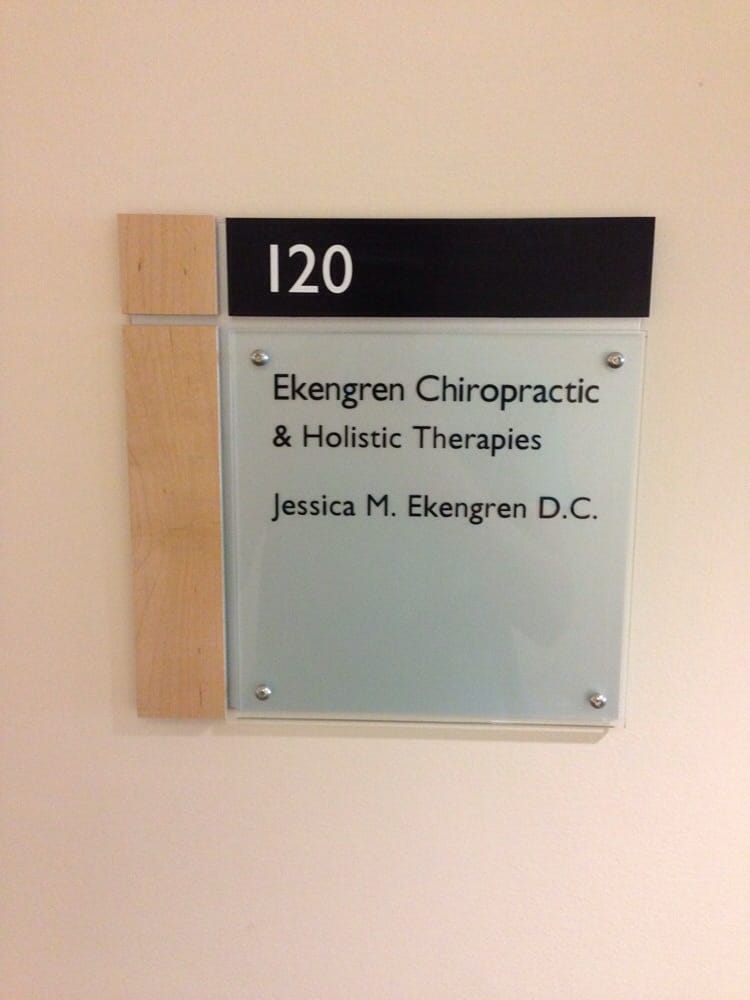 120
Ekengren Chiropractic
& Holistic Therapies
Jessica M. Ekengren D.C.